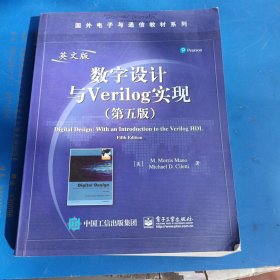 国外电子与通信教材系列
英文版
Pearson
数字设计
与Verilog实现
(第五版)
Digital Design: With an Introduction to the Verilog HDL
Fifth Edition
[美] M. Morris Mano
Michael D. Ciletti 著
Digital Design
中国工信出版集团
电子工业出版社